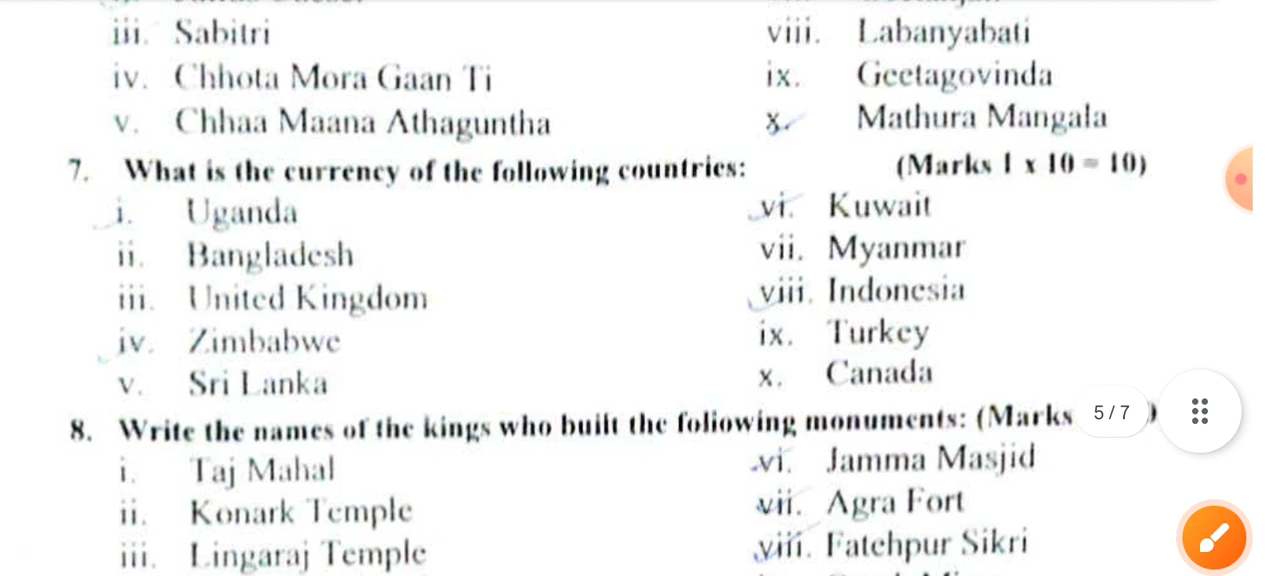 iii. Sabitri viii. Labanyabati
iv. Chhota Mora Gaan Ti ix. Geetagovinda
v. Chhaa Maana Athaguntha x. Mathura Mangala
7. What is the currency of the following countries: (Marks 1 x 10 = 10)
i. Uganda vi. Kuwait
ii. Bangladesh vii. Myanmar
iii. United Kingdom viii. Indonesia
iv. Zimbabwe ix. Turkey
v. Sri Lanka x. Canada
8. Write the names of the kings who built the following monuments: (Marks )
5 / 7
i. Taj Mahal vi. Jamma Masjid
ii. Konark Temple vii. Agra Fort
iii. Lingaraj Temple viii. Fatehpur Sikri